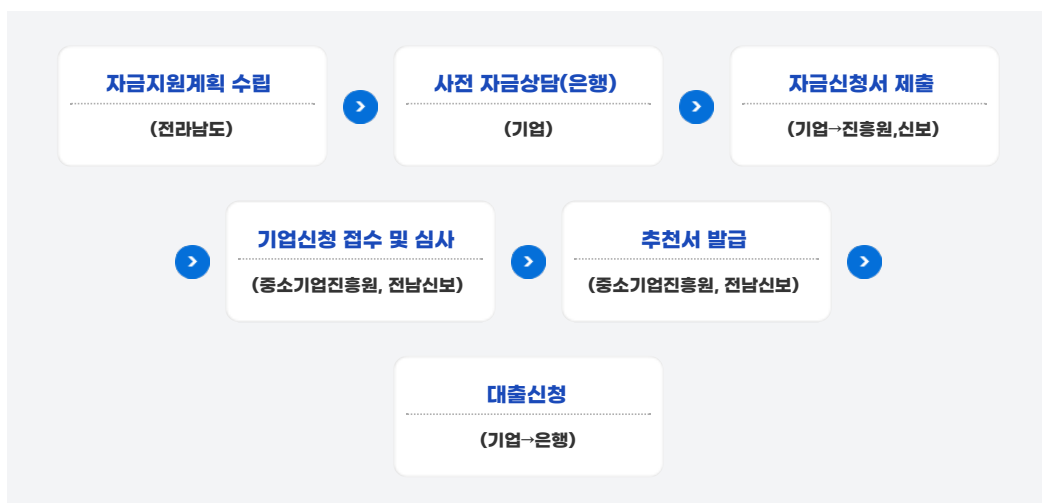 자금지원계획 수립
(전라남도)
사전 자금상담(은행)
(기업)
자금신청서 제출
(기업→진흥원,신보)
기업신청 접수 및 심사
(중소기업진흥원, 전남신보)
추천서 발급
(중소기업진흥원, 전남신보)
대출신청
(기업→은행)